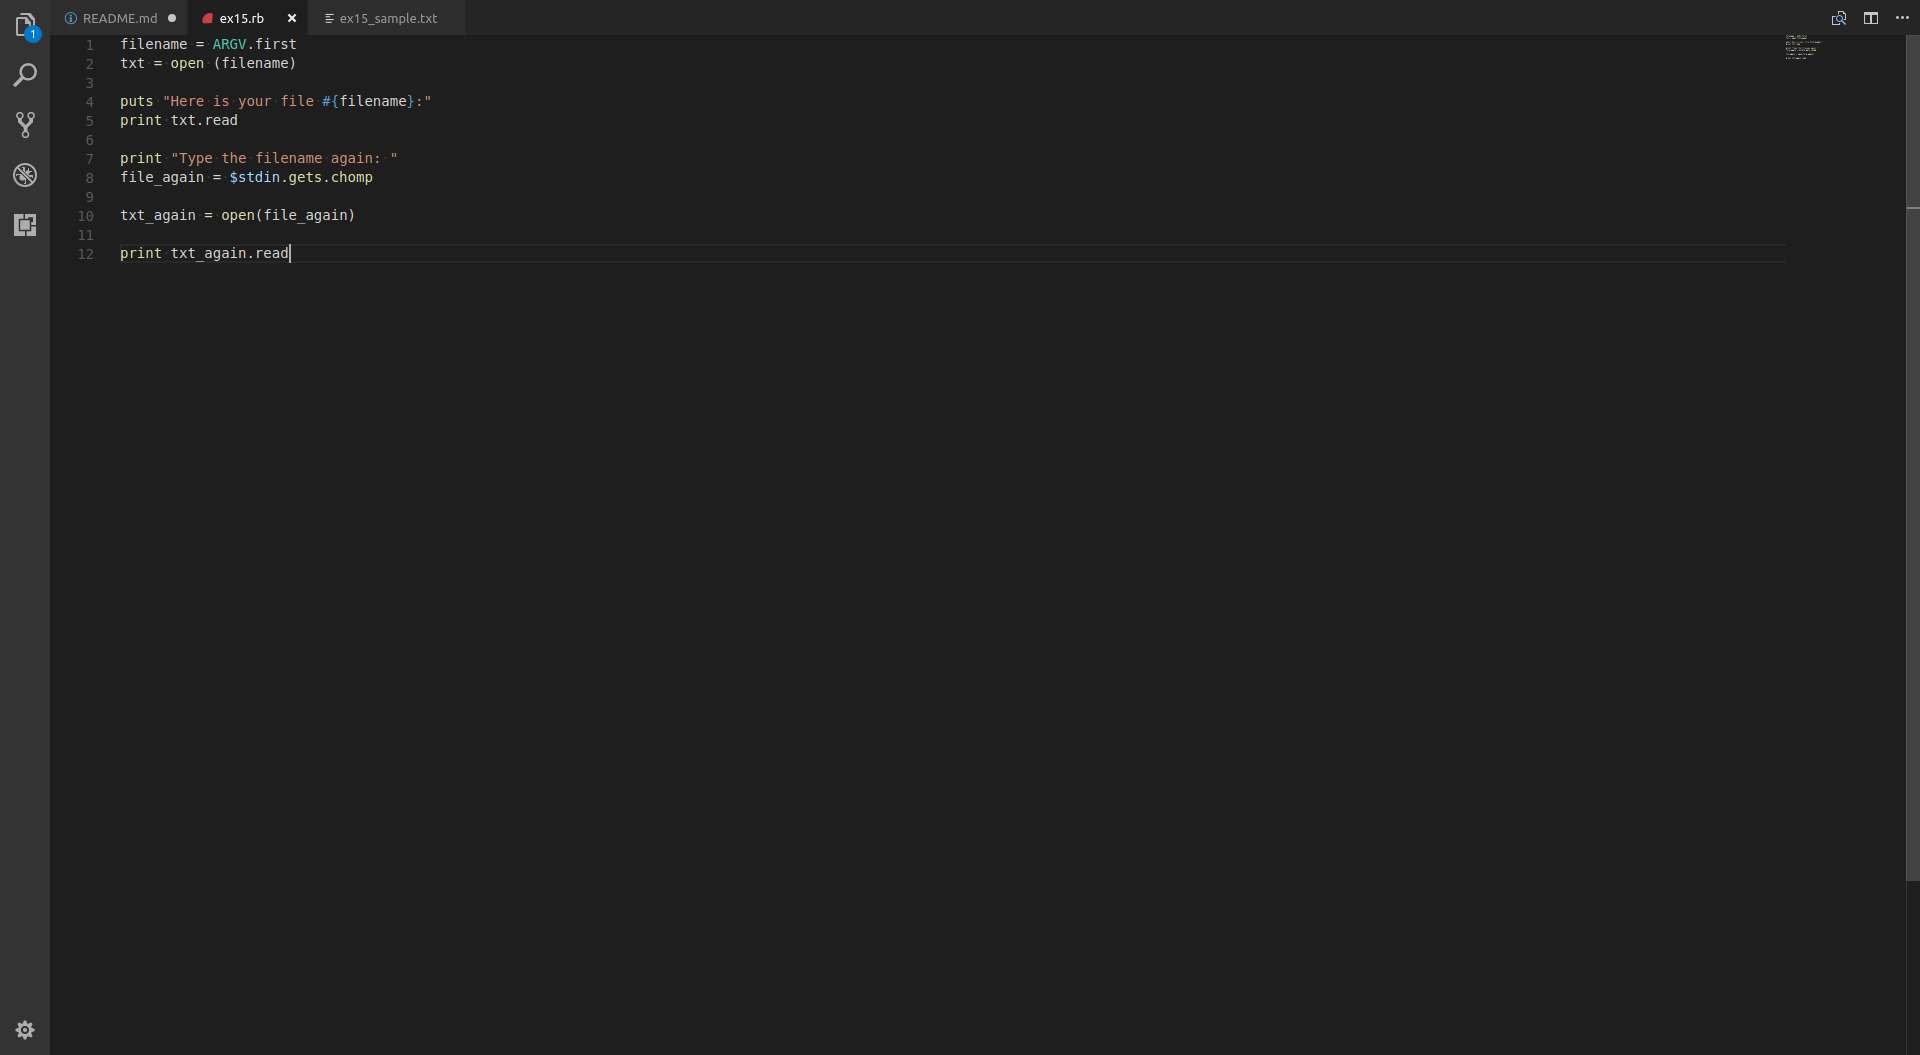 README.md
ex15.rb
ex15_sample.txt
1
1 filename = ARGV.first
2 txt = open (filename)
3
4 puts "Here is your file #{filename}:"
5 print txt.read
6
7 print "Type the filename again: "
8 file_again = $stdin.gets.chomp
9
10 txt_again = open(file_again)
11
12 print txt_again.read